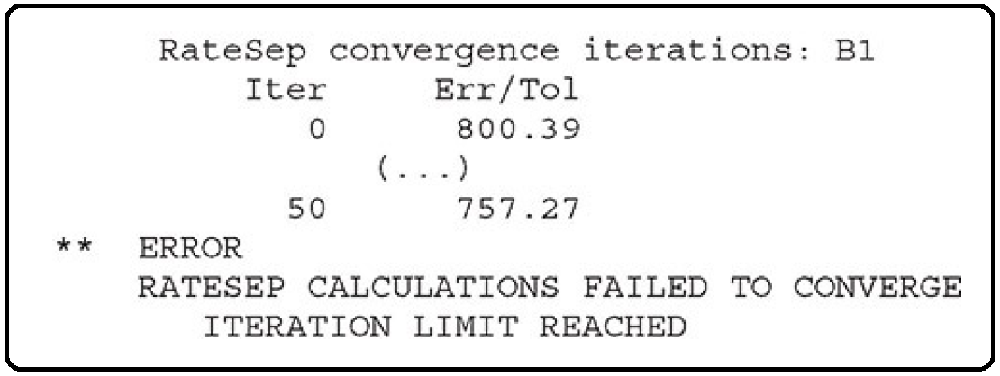 RateSep convergence iterations: B1
Iter Err/Tol
0 800.39
(...)
50 757.27
** ERROR
RATESEP CALCULATIONS FAILED TO CONVERGE
ITERATION LIMIT REACHED